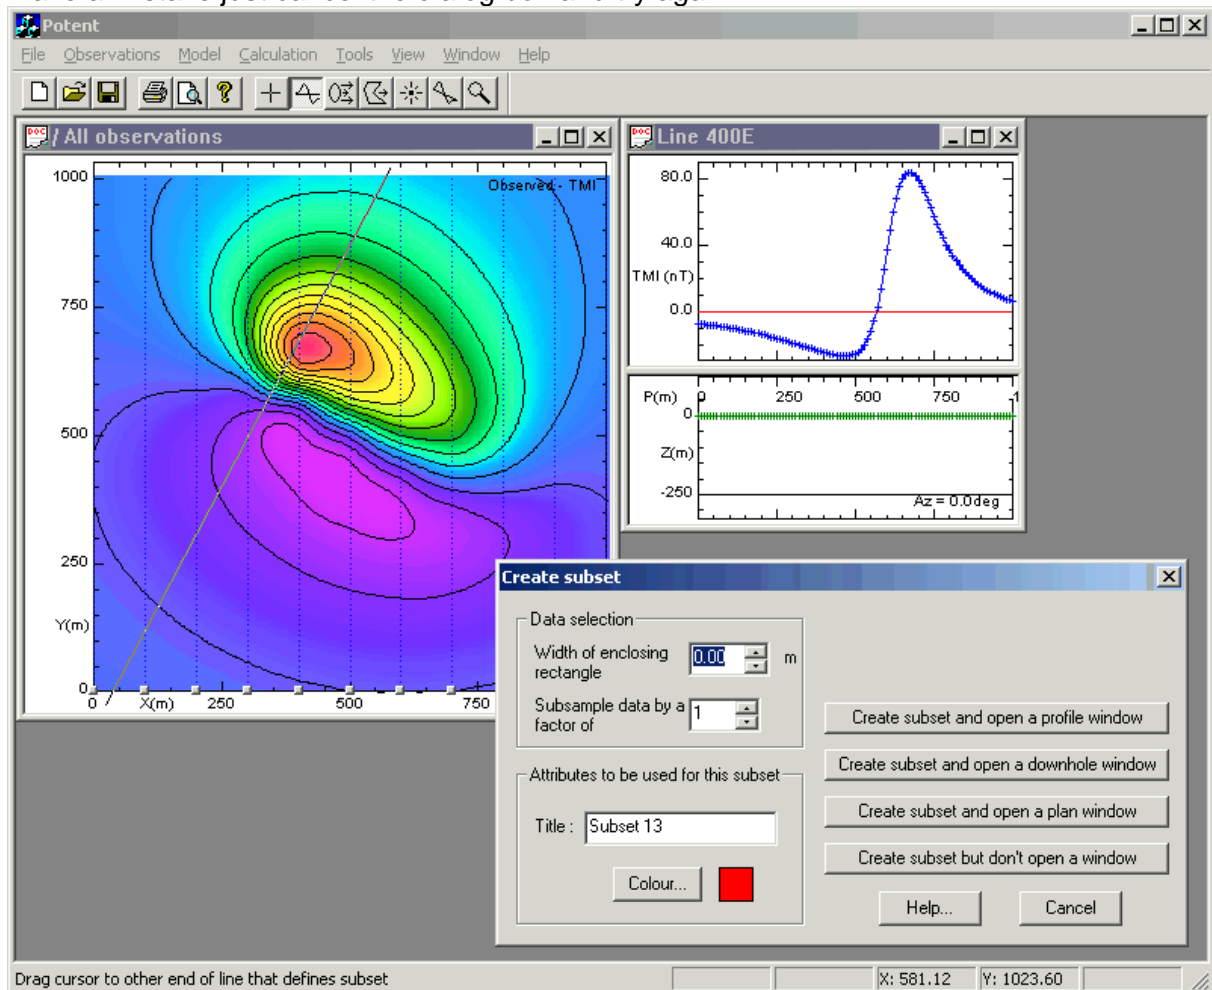 Potent
File Observations Model Calculation Tools View Window Help
/ All observations
Observed - TMI
1000
750
500
250
Y(m)
0
0 X(m) 250 500 750
Line 400E
80.0
40.0
TMI (nT)
0.0
P(m) 0 250 500 750 1
0
Z(m)
-250
Az = 0.0deg
Create subset
Data selection
Width of enclosing
rectangle
0.00 m
Subsample data by a
factor of
1
Attributes to be used for this subset
Title : Subset 13
Colour...
Create subset and open a profile window
Create subset and open a downhole window
Create subset and open a plan window
Create subset but don't open a window
Help... Cancel
Drag cursor to other end of line that defines subset
X: 581.12 Y: 1023.60